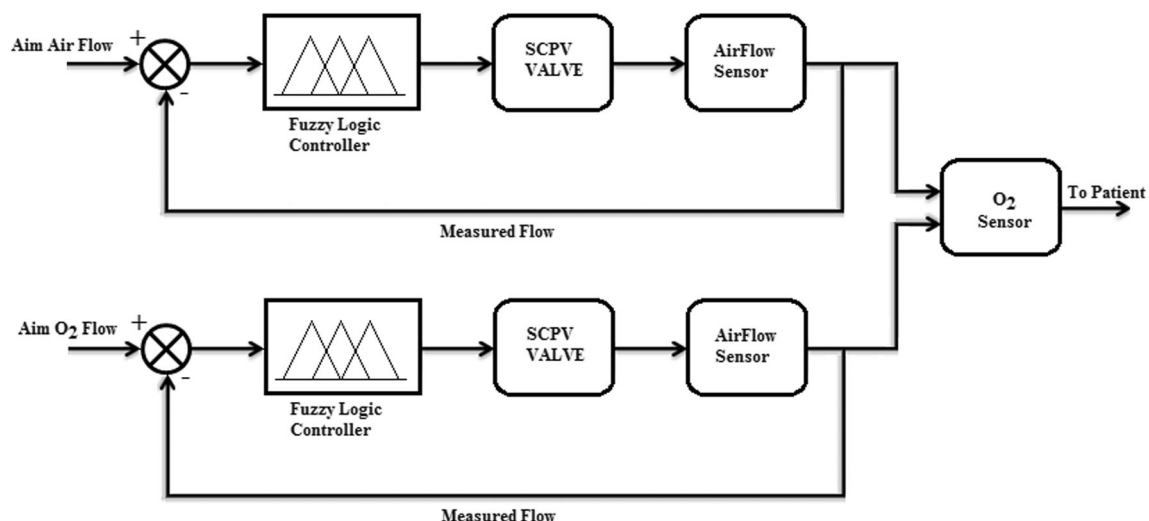 Aim Air Flow
+
-
Fuzzy Logic
Controller
SCPV
VALVE
AirFlow
Sensor
Measured Flow
O2
Sensor
To Patient
Aim O2 Flow
+
-
Fuzzy Logic
Controller
SCPV
VALVE
AirFlow
Sensor
Measured Flow